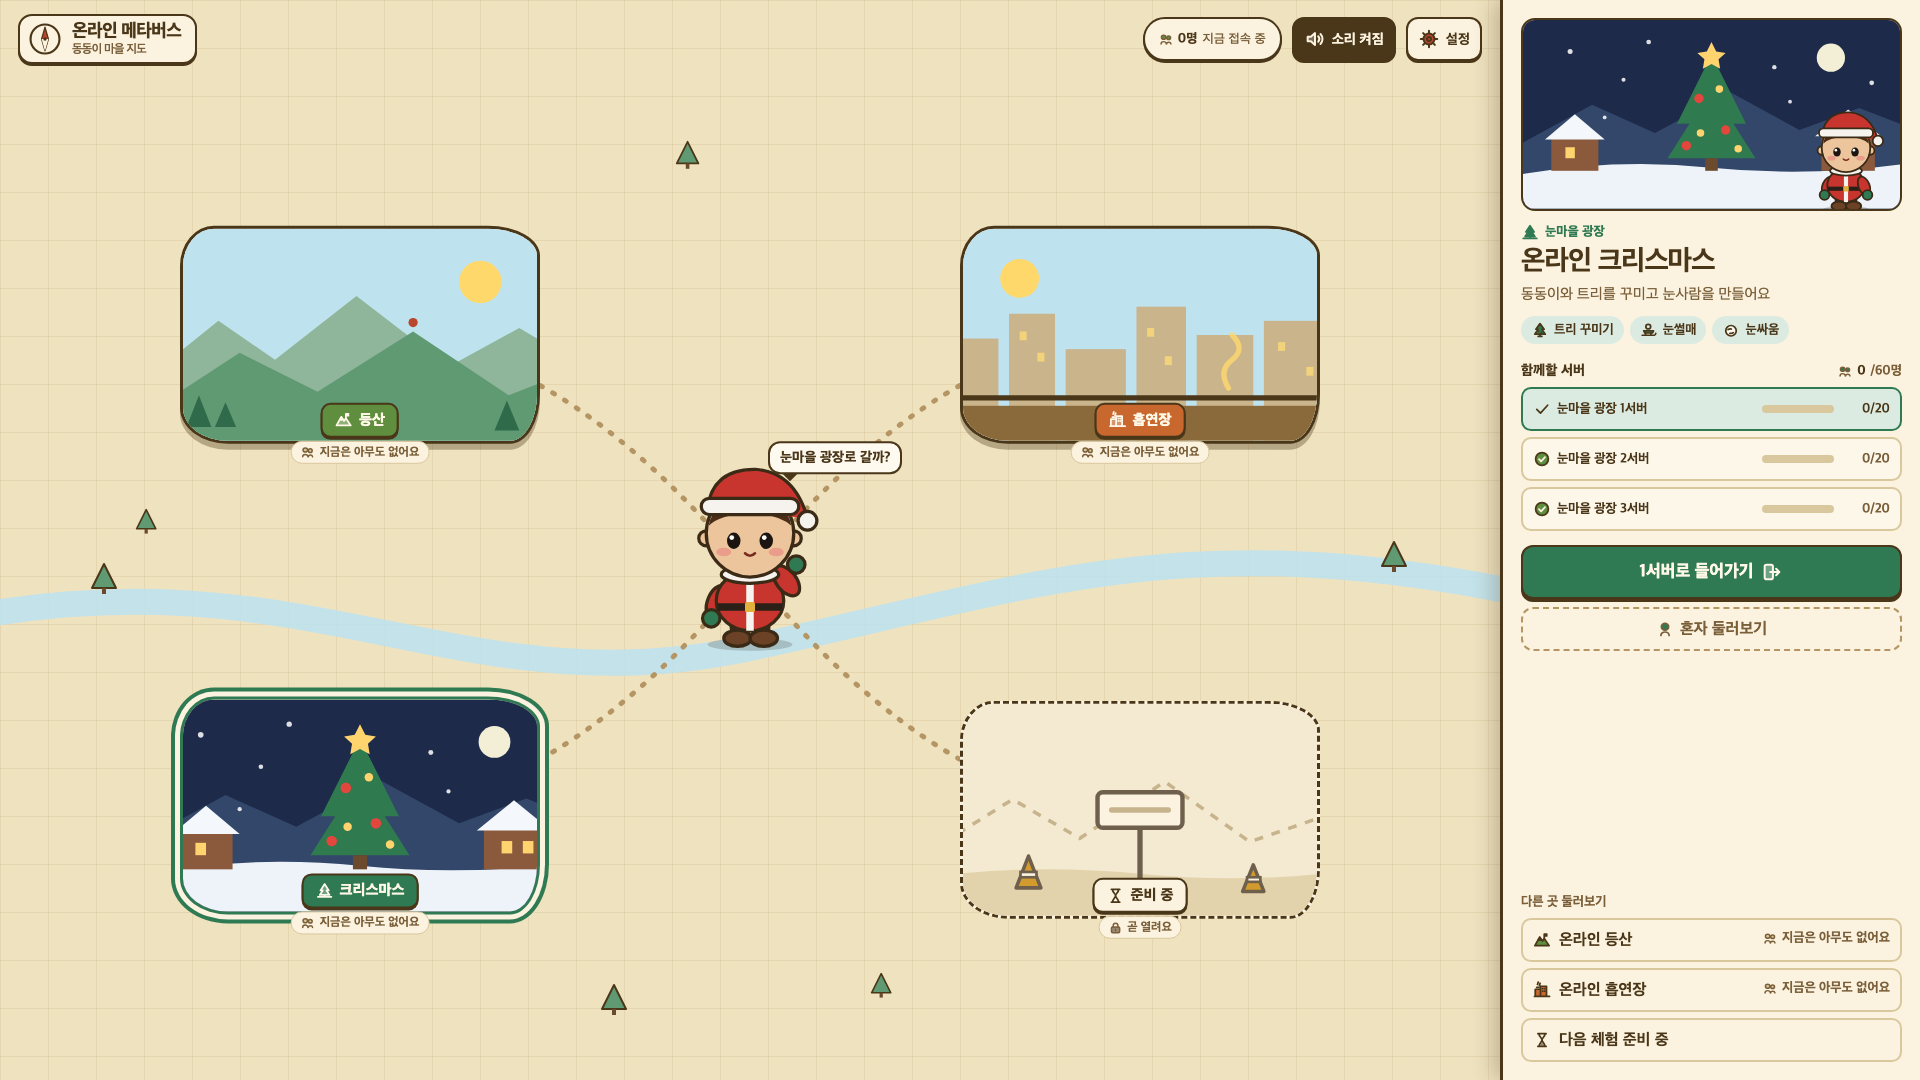 온라인 메타버스
동동이 마을 지도
0명 지금 접속 중
소리 켜짐
설정
등산
지금은 아무도 없어요
흡연장
지금은 아무도 없어요
눈마을 광장로 갈까?
크리스마스
지금은 아무도 없어요
준비 중
곧 열려요
눈마을 광장
온라인 크리스마스
동동이와 트리를 꾸미고 눈사람을 만들어요
트리 꾸미기
눈썰매
눈싸움
함께할 서버
0 /60명
눈마을 광장 1서버
0/20
눈마을 광장 2서버
0/20
눈마을 광장 3서버
0/20
1서버로 들어가기
혼자 둘러보기
다른 곳 둘러보기
온라인 등산
지금은 아무도 없어요
온라인 흡연장
지금은 아무도 없어요
다음 체험 준비 중